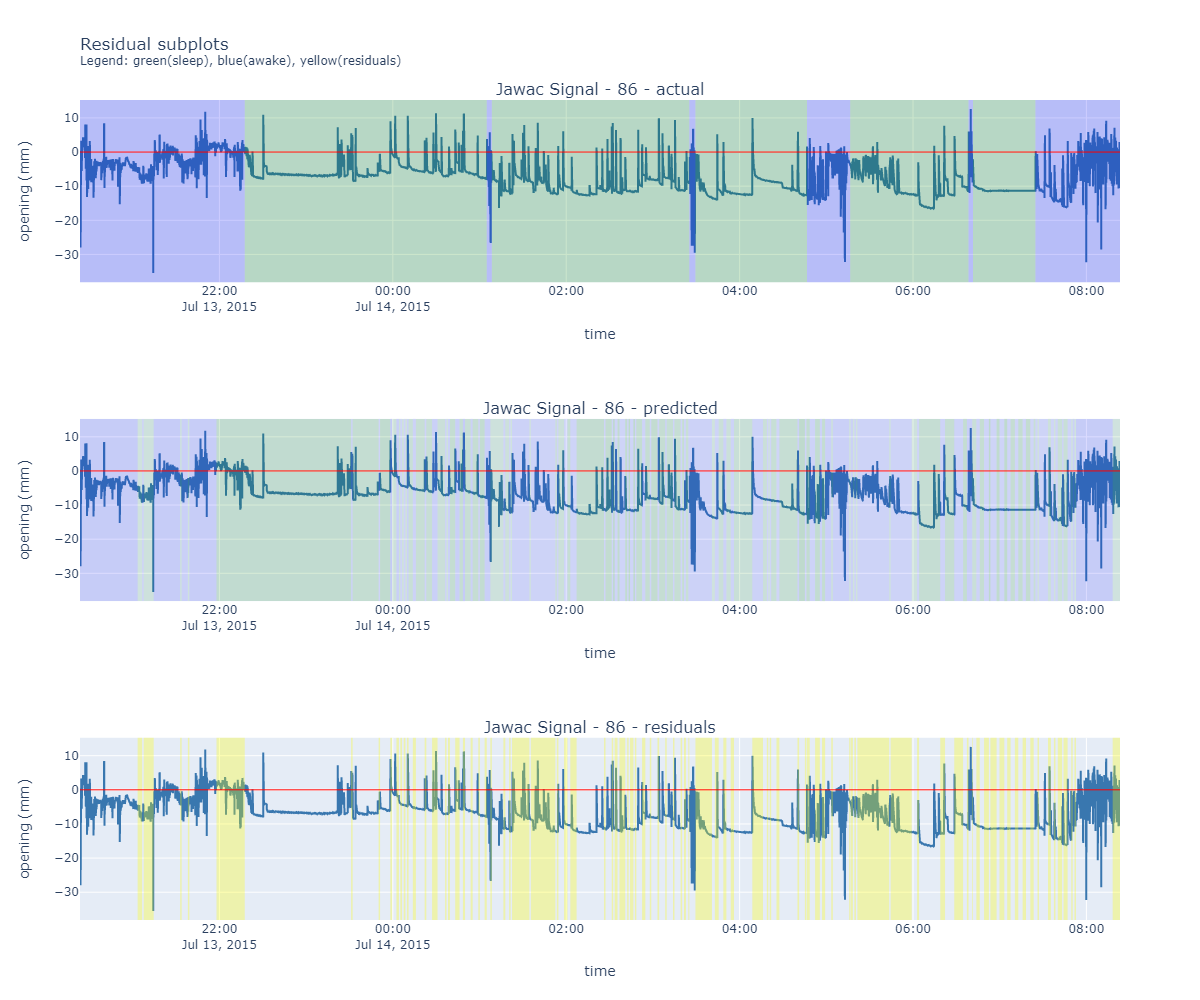 Residual subplots
Legend: green(sleep), blue(awake), yellow(residuals)
Jawac Signal - 86 - actual
10
0
−10
−20
−30
opening (mm)
22:00 00:00 02:00 04:00 06:00 08:00
Jul 13, 2015 Jul 14, 2015
time
Jawac Signal - 86 - predicted
10
0
−10
−20
−30
opening (mm)
22:00 00:00 02:00 04:00 06:00 08:00
Jul 13, 2015 Jul 14, 2015
time
Jawac Signal - 86 - residuals
10
0
−10
−20
−30
opening (mm)
22:00 00:00 02:00 04:00 06:00 08:00
Jul 13, 2015 Jul 14, 2015
time